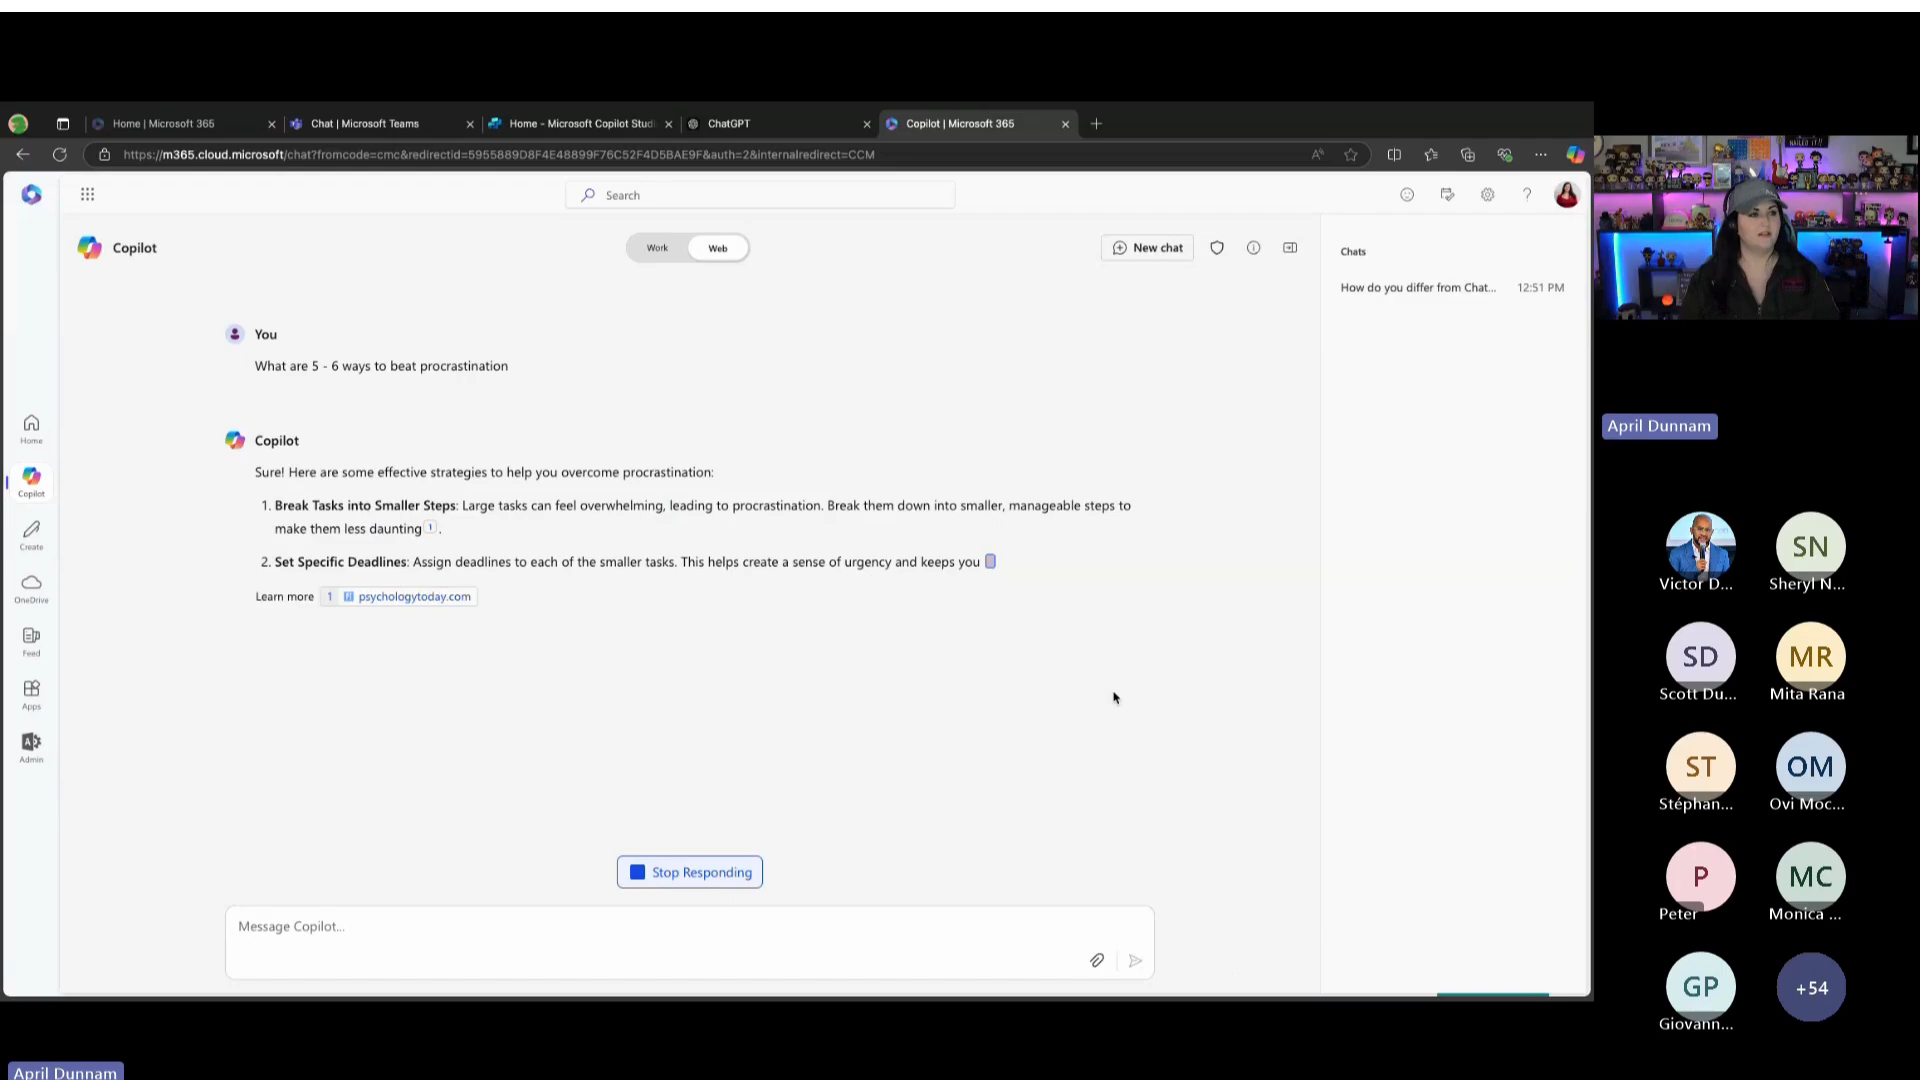 Home | Microsoft 365
Chat | Microsoft Teams
Home - Microsoft Copilot Studi
ChatGPT
Copilot | Microsoft 365
https://m365.cloud.microsoft/chat?fromcode=cmc&redirectid=5955889D8F4E48899F76C52F4D5BAE9F&auth=2&internalredirect=CCM
Search
Copilot
Work
Web
New chat
Chats
How do you differ from Chat... 12:51 PM
You
What are 5 - 6 ways to beat procrastination
Copilot
Sure! Here are some effective strategies to help you overcome procrastination:
1. Break Tasks into Smaller Steps: Large tasks can feel overwhelming, leading to procrastination. Break them down into smaller, manageable steps to
make them less daunting 1 .
2. Set Specific Deadlines: Assign deadlines to each of the smaller tasks. This helps create a sense of urgency and keeps you
Learn more 1 psychologytoday.com
Home
Copilot
Create
OneDrive
Feed
Apps
Admin
Stop Responding
Message Copilot...
April Dunnam
SN
Victor D...
Sheryl N...
SD
MR
Scott Du...
Mita Rana
ST
OM
Stéphan...
Ovi Moc...
P
MC
Peter
Monica ...
GP
+54
Giovann...
April Dunnam